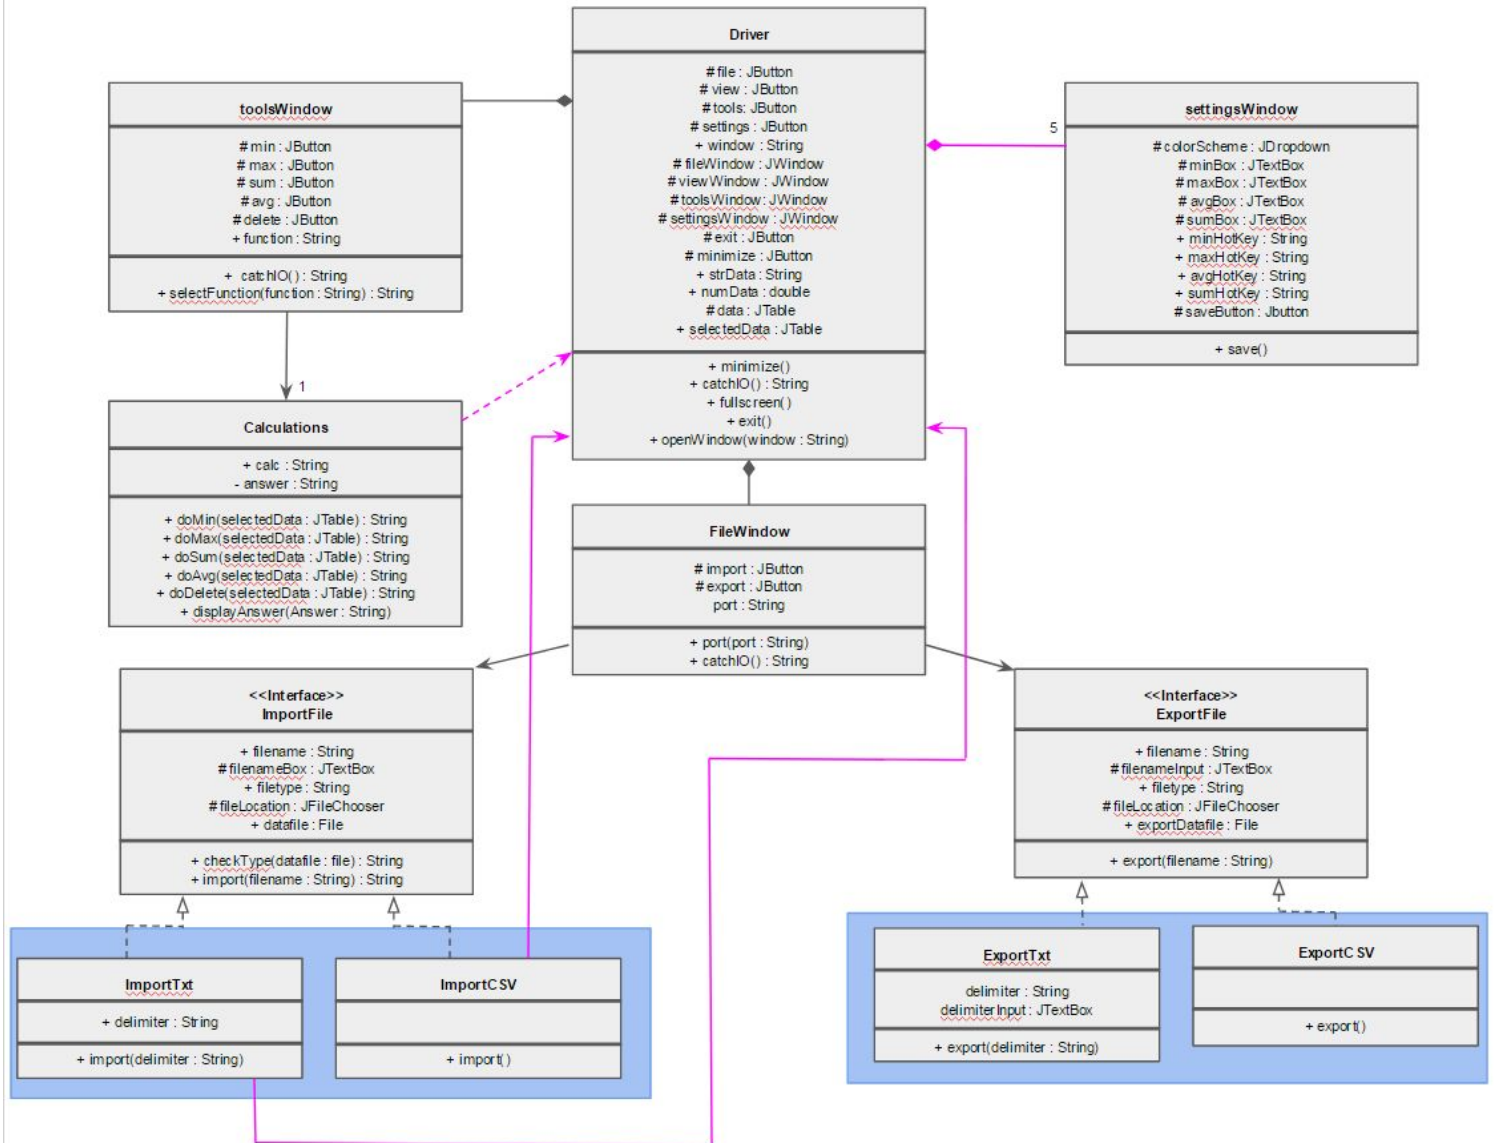 Driver
# file : JButton
# view : JButton
# tools: JButton
# settings : JButton
+ window : String
# fileWindow : JWindow
# viewWindow : JWindow
# toolsWindow : JWindow
# settingsWindow : JWindow
# exit : JButton
# minimize : JButton
+ strData : String
+ numData : double
# data : JTable
+ selectedData : JTable
+ minimize()
+ catchIO() : String
+ fullscreen()
+ exit()
+ openWindow(window : String)
toolsWindow
# min : JButton
# max : JButton
# sum : JButton
# avg : JButton
# delete : JButton
+ function : String
+ catchIO() : String
+ selectFunction(function : String) : String
5
settingsWindow
# colorScheme : JDropdown
# minBox : JTextBox
# maxBox : JTextBox
# avgBox : JTextBox
# sumBox : JTextBox
+ minHotKey : String
+ maxHotKey : String
+ avgHotKey : String
+ sumHotKey : String
# saveButton : Jbutton
+ save()
1
Calculations
+ calc : String
- answer : String
+ doMin(selectedData : JTable) : String
+ doMax(selectedData : JTable) : String
+ doSum(selectedData : JTable) : String
+ doAvg(selectedData : JTable) : String
+ doDelete(selectedData : JTable) : String
+ displayAnswer(Answer : String)
FileWindow
# import : JButton
# export : JButton
port : String
+ port(port : String)
+ catchIO() : String
<<Interface>>
ImportFile
+ filename : String
# filenameBox : JTextBox
+ filetype : String
# fileLocation : JFileChooser
+ datafile : File
+ checkType(datafile : file) : String
+ import(filename : String) : String
<<Interface>>
ExportFile
+ filename : String
# filenameInput : JTextBox
+ filetype : String
# fileLocation : JFileChooser
+ exportDatafile : File
+ export(filename : String)
ImportTxt
+ delimiter : String
+ import(delimiter : String)
ImportCSV
+ import()
ExportTxt
delimiter : String
delimiterInput : JTextBox
+ export(delimiter : String)
ExportCSV
+ export()